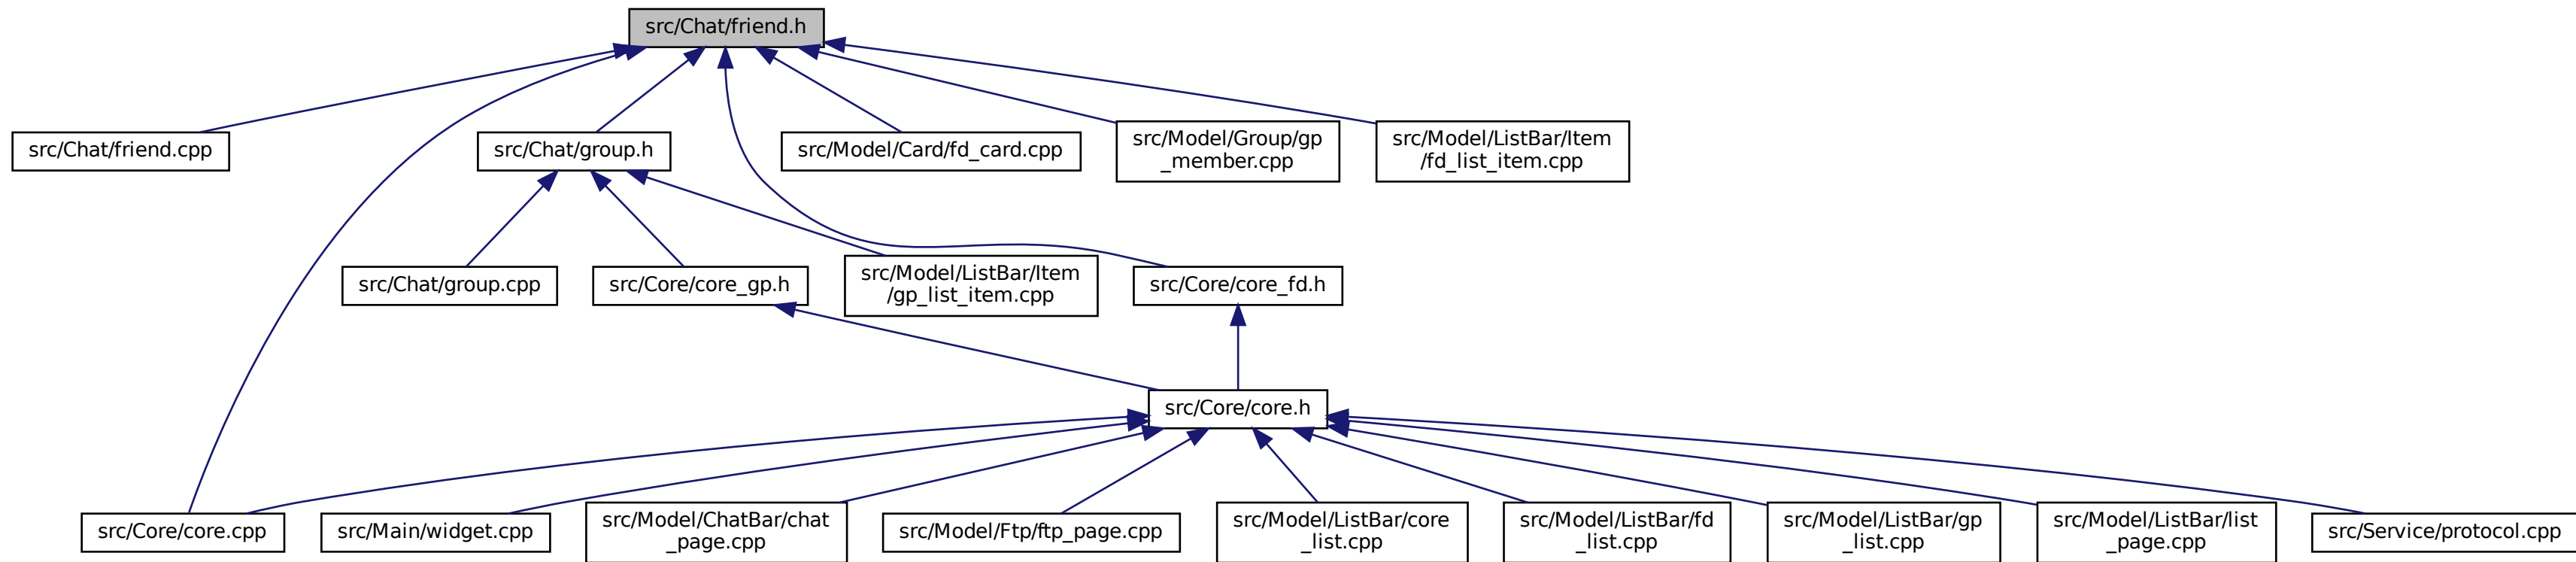 src/Chat/friend.h
src/Chat/friend.cpp
src/Chat/group.h
src/Model/Card/fd_card.cpp
src/Model/Group/gp
_member.cpp
src/Model/ListBar/Item
/fd_list_item.cpp
src/Chat/group.cpp
src/Core/core_gp.h
src/Model/ListBar/Item
/gp_list_item.cpp
src/Core/core_fd.h
src/Core/core.h
src/Core/core.cpp
src/Main/widget.cpp
src/Model/ChatBar/chat
_page.cpp
src/Model/Ftp/ftp_page.cpp
src/Model/ListBar/core
_list.cpp
src/Model/ListBar/fd
_list.cpp
src/Model/ListBar/gp
_list.cpp
src/Model/ListBar/list
_page.cpp
src/Service/protocol.cpp